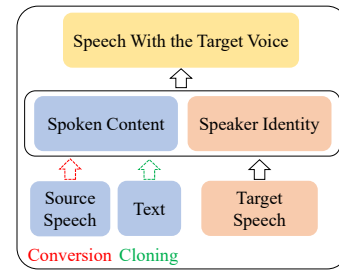 Speech With the Target Voice
Spoken Content
Speaker Identity
Source
Speech
Text
Target
Speech
Conversion Cloning